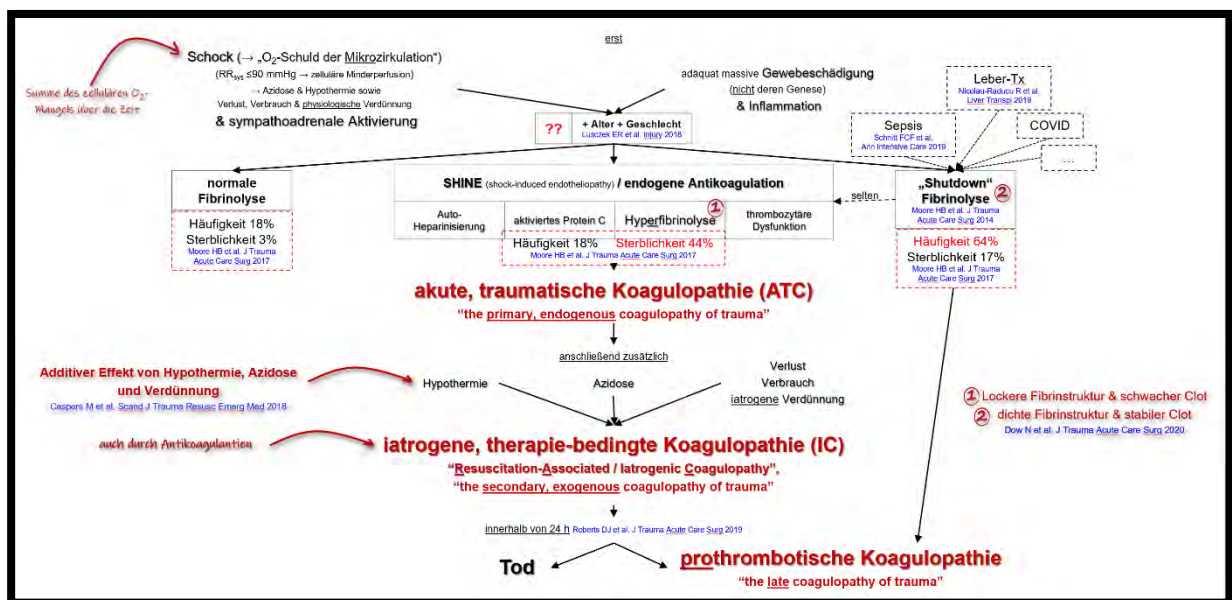 erst
Schock (→ „O₂-Schuld der Mikrozirkulation“)
(RRsys ≤90 mmHg → zelluläre Minderperfusion)
→ Azidose & Hypothermie sowie
Verlust, Verbrauch & physiologische Verdünnung
& sympathoadrenale Aktivierung
Summe des zellulären O₂-
Mangels über die Zeit
adäquat massive Gewebeschädigung
(nicht deren Genese)
& Inflammation
Leber-Tx
Nicolau-Raducu R et al.
Liver Transpl 2019
Sepsis
Schmitt FCF et al.
Ann Intensive Care 2019
COVID
....
??
+ Alter + Geschlecht
Lusczek ER et al. Injury 2018
normale
Fibrinolyse
Häufigkeit 18%
Sterblichkeit 3%
Moore HB et al. J Trauma
Acute Care Surg 2017
SHINE (shock-induced endotheliopathy) / endogene Antikoagulation
Auto-
Heparinisierung
aktiviertes Protein C
Hyperfibrinolyse
1
thrombozytäre
Dysfunktion
Häufigkeit 18% Sterblichkeit 44%
Moore HB et al. J Trauma Acute Care Surg 2017
selten
„Shutdown“
Fibrinolyse
2
Moore HB et al. J Trauma
Acute Care Surg 2014
Häufigkeit 64%
Sterblichkeit 17%
Moore HB et al. J Trauma
Acute Care Surg 2017
akute, traumatische Koagulopathie (ATC)
"the primary, endogenous coagulopathy of trauma"
anschließend zusätzlich
Additiver Effekt von Hypothermie, Azidose
und Verdünnung
Caspers M et al. Scand J Trauma Resusc Emerg Med 2018
Hypothermie
Azidose
Verlust
Verbrauch
iatrogene Verdünnung
1 Lockere Fibrinstruktur & schwacher Clot
2 dichte Fibrinstruktur & stabiler Clot
Dow N et al. J Trauma Acute Care Surg 2020
auch durch Antikoagulantien
iatrogene, therapie-bedingte Koagulopathie (IC)
"Resuscitation-Associated / Iatrogenic Coagulopathy",
"the secondary, exogenous coagulopathy of trauma"
innerhalb von 24 h Roberts DJ et al. J Trauma Acute Care Surg 2019
Tod
prothrombotische Koagulopathie
"the late coagulopathy of trauma"